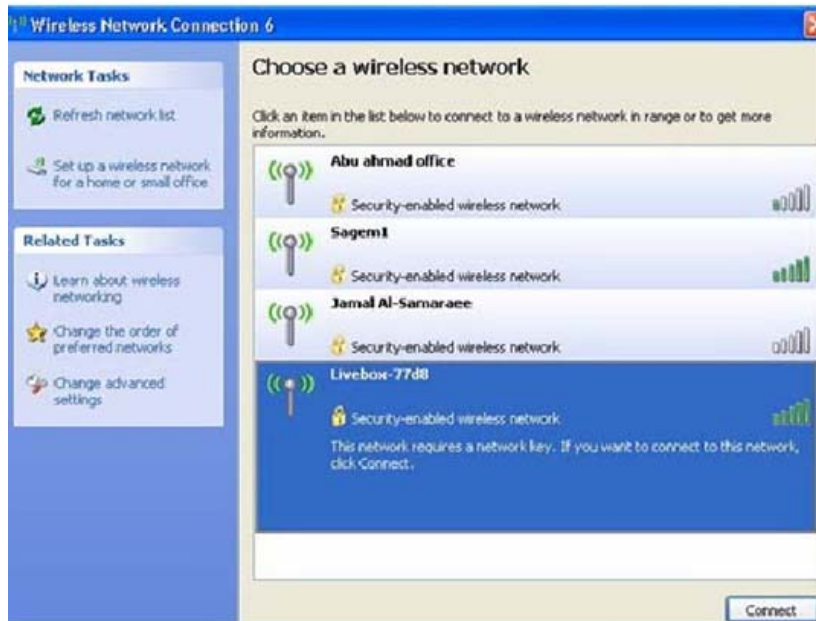 Wireless Network Connection 6
Network Tasks
Refresh network list
Set up a wireless network
for a home or small office
Related Tasks
Learn about wireless
networking
Change the order of
preferred networks
Change advanced
settings
Choose a wireless network
Click an item in the list below to connect to a wireless network in range or to get more
information.
Abu ahmad office
Security-enabled wireless network
Sagem1
Security-enabled wireless network
Jamal Al-Samaraee
Security-enabled wireless network
Livebox-77d8
Security-enabled wireless network
This network requires a network key. If you want to connect to this network,
click Connect.
Connect